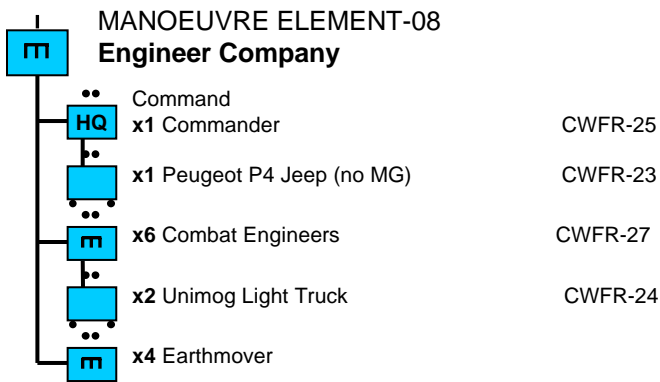 MANOEUVRE ELEMENT-08
Engineer Company
Command
HQ x1 Commander CWFR-25
x1 Peugeot P4 Jeep (no MG) CWFR-23
x6 Combat Engineers CWFR-27
x2 Unimog Light Truck CWFR-24
x4 Earthmover